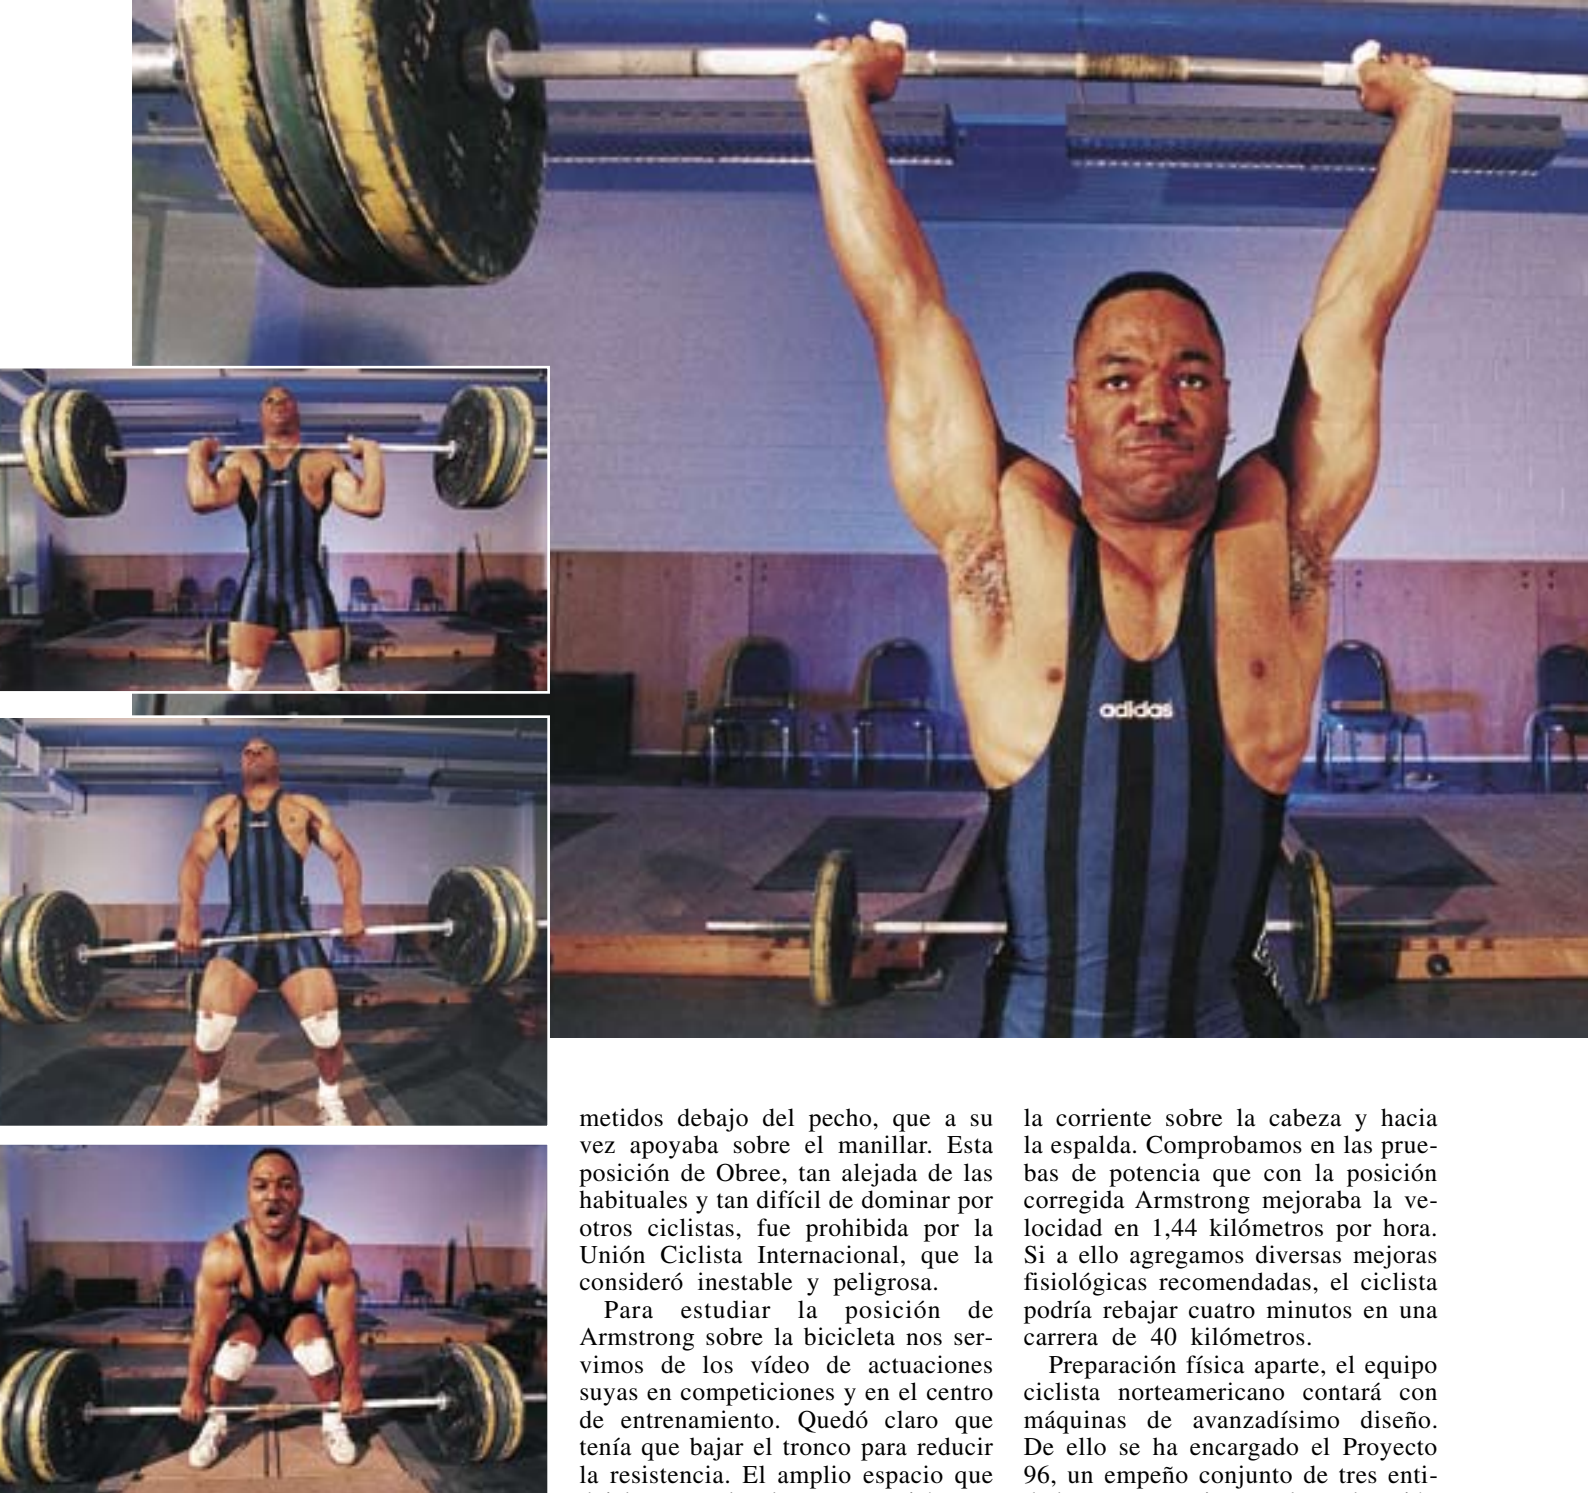 adidas
metidos debajo del pecho, que a su
vez apoyaba sobre el manillar. Esta
posición de Obree, tan alejada de las
habituales y tan difícil de dominar por
otros ciclistas, fue prohibida por la
Unión Ciclista Internacional, que la
consideró inestable y peligrosa.
Para estudiar la posición de
Armstrong sobre la bicicleta nos ser-
vimos de los vídeo de actuaciones
suyas en competiciones y en el centro
de entrenamiento. Quedó claro que
tenía que bajar el tronco para reducir
la resistencia. El amplio espacio que
la corriente sobre la cabeza y hacia
la espalda. Comprobamos en las prue-
bas de potencia que con la posición
corregida Armstrong mejoraba la ve-
locidad en 1,44 kilómetros por hora.
Si a ello agregamos diversas mejoras
fisiológicas recomendadas, el ciclista
podría rebajar cuatro minutos en una
carrera de 40 kilómetros.
Preparación física aparte, el equipo
ciclista norteamericano contará con
máquinas de avanzadísimo diseño.
De ello se ha encargado el Proyecto
96, un empeño conjunto de tres enti-